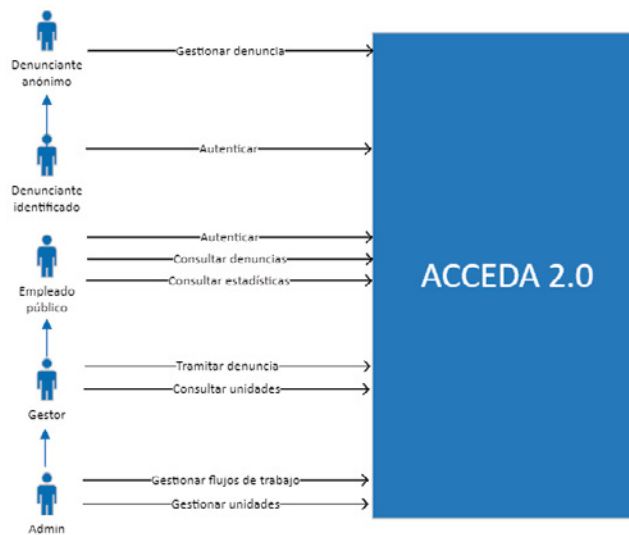 Gestionar denuncia
Denunciante
anónimo
Autenticar
Denunciante
identificado
Autenticar
Consultar denuncias
Consultar estadísticas
Empleado
público
ACCEDA 2.0
Tramitar denuncia
Consultar unidades
Gestor
Gestionar flujos de trabajo
Gestionar unidades
Admin